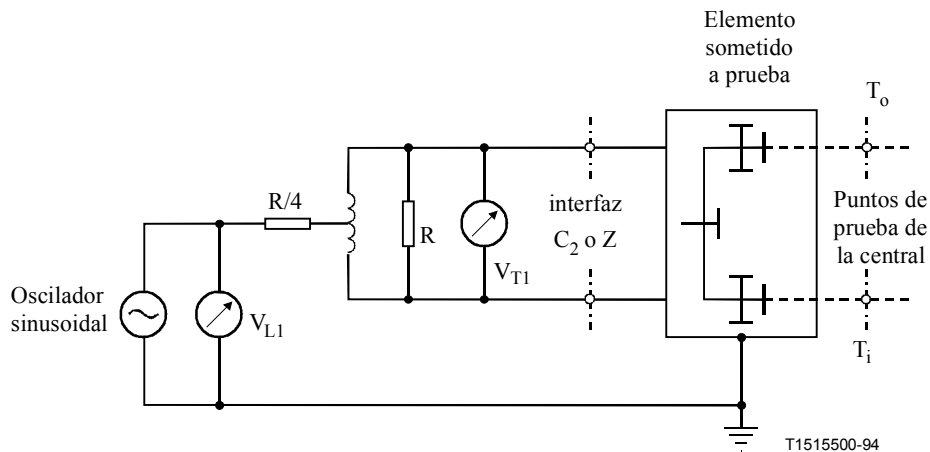 Elemento
sometido
a prueba
T_o
R/4
R
V_T1
interfaz
C_2 o Z
Puntos de
prueba de
la central
Oscilador
sinusoidal
V_L1
T_i
T1515500-94